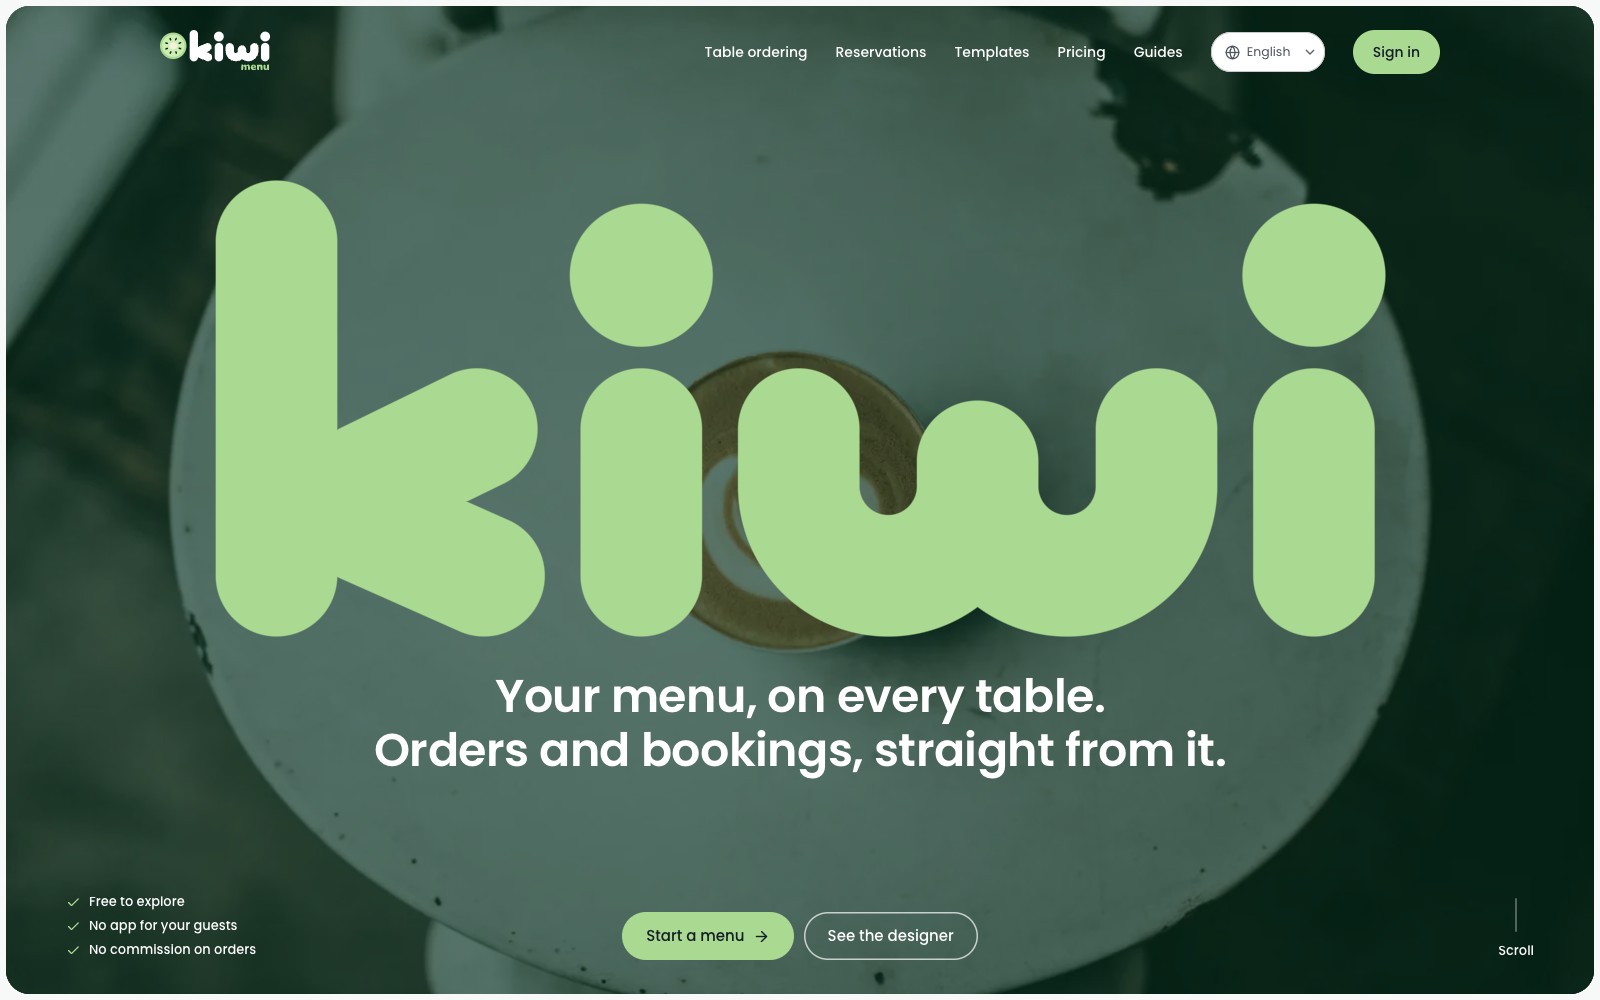 kiwi
menu
Table ordering
Reservations
Templates
Pricing
Guides
English
Sign in
kiwi
Your menu, on every table.
Orders and bookings, straight from it.
Free to explore
No app for your guests
No commission on orders
Start a menu
See the designer
Scroll